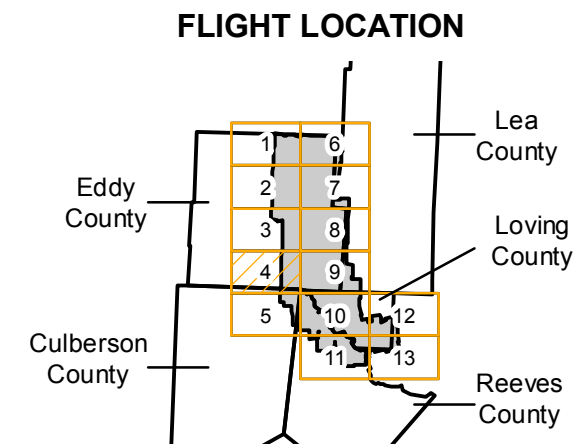 FLIGHT LOCATION
Lea
County
1
6
Eddy
County
2
7
3
8
Loving
County
4
9
5
10
12
Culberson
County
11
13
Reeves
County